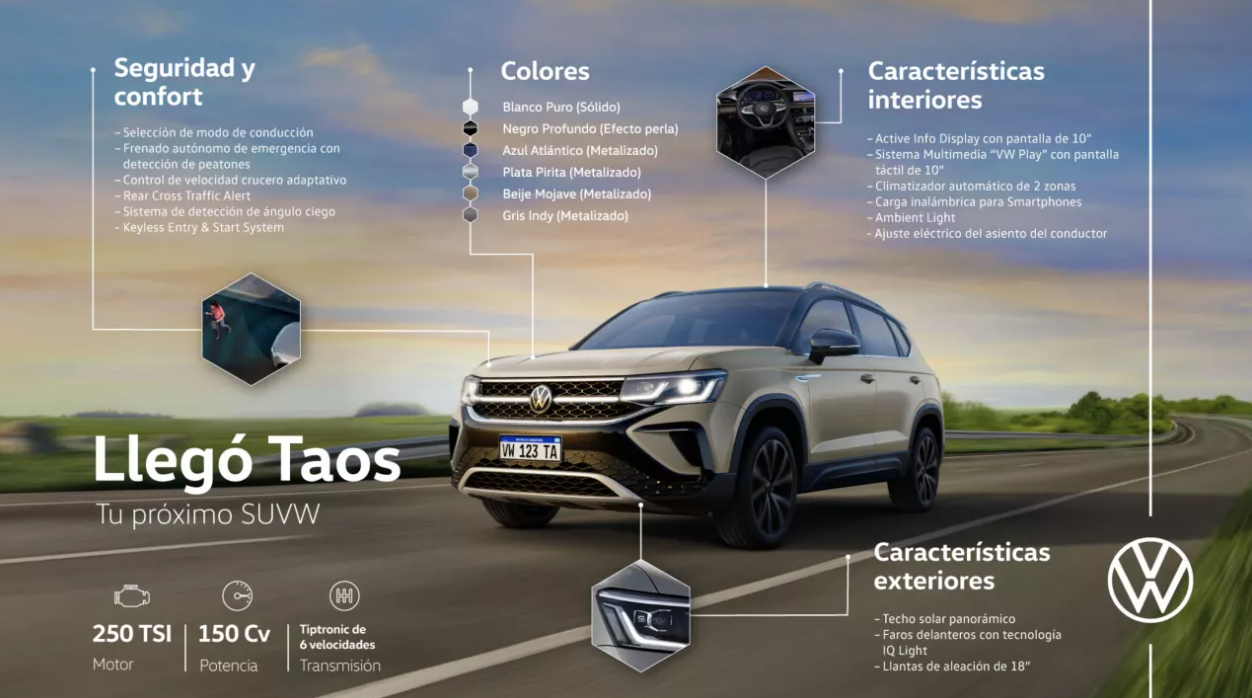 Seguridad y
confort
– Selección de modo de conducción
– Frenado autónomo de emergencia con
detección de peatones
– Control de velocidad crucero adaptativo
– Rear Cross Traffic Alert
– Sistema de detección de ángulo ciego
- Keyless Entry & Start System
Colores
Blanco Puro (Sólido)
Negro Profundo (Efecto perla)
Azul Atlántico (Metalizado)
Plata Pirita (Metalizado)
Beije Mojave (Metalizado)
Gris Indy (Metalizado)
Características
interiores
– Active Info Display con pantalla de 10”
– Sistema Multimedia “VW Play” con pantalla
táctil de 10”
– Climatizador automático de 2 zonas
– Carga inalámbrica para Smartphones
– Ambient Light
– Ajuste eléctrico del asiento del conductor
VW 123 TA
Llegó Taos
Tu próximo SUVW
250 TSI
Motor
150 Cv
Potencia
Tiptronic de
6 velocidades
Transmisión
Características
exteriores
– Techo solar panorámico
– Faros delanteros con tecnología
IQ Light
– Llantas de aleación de 18”